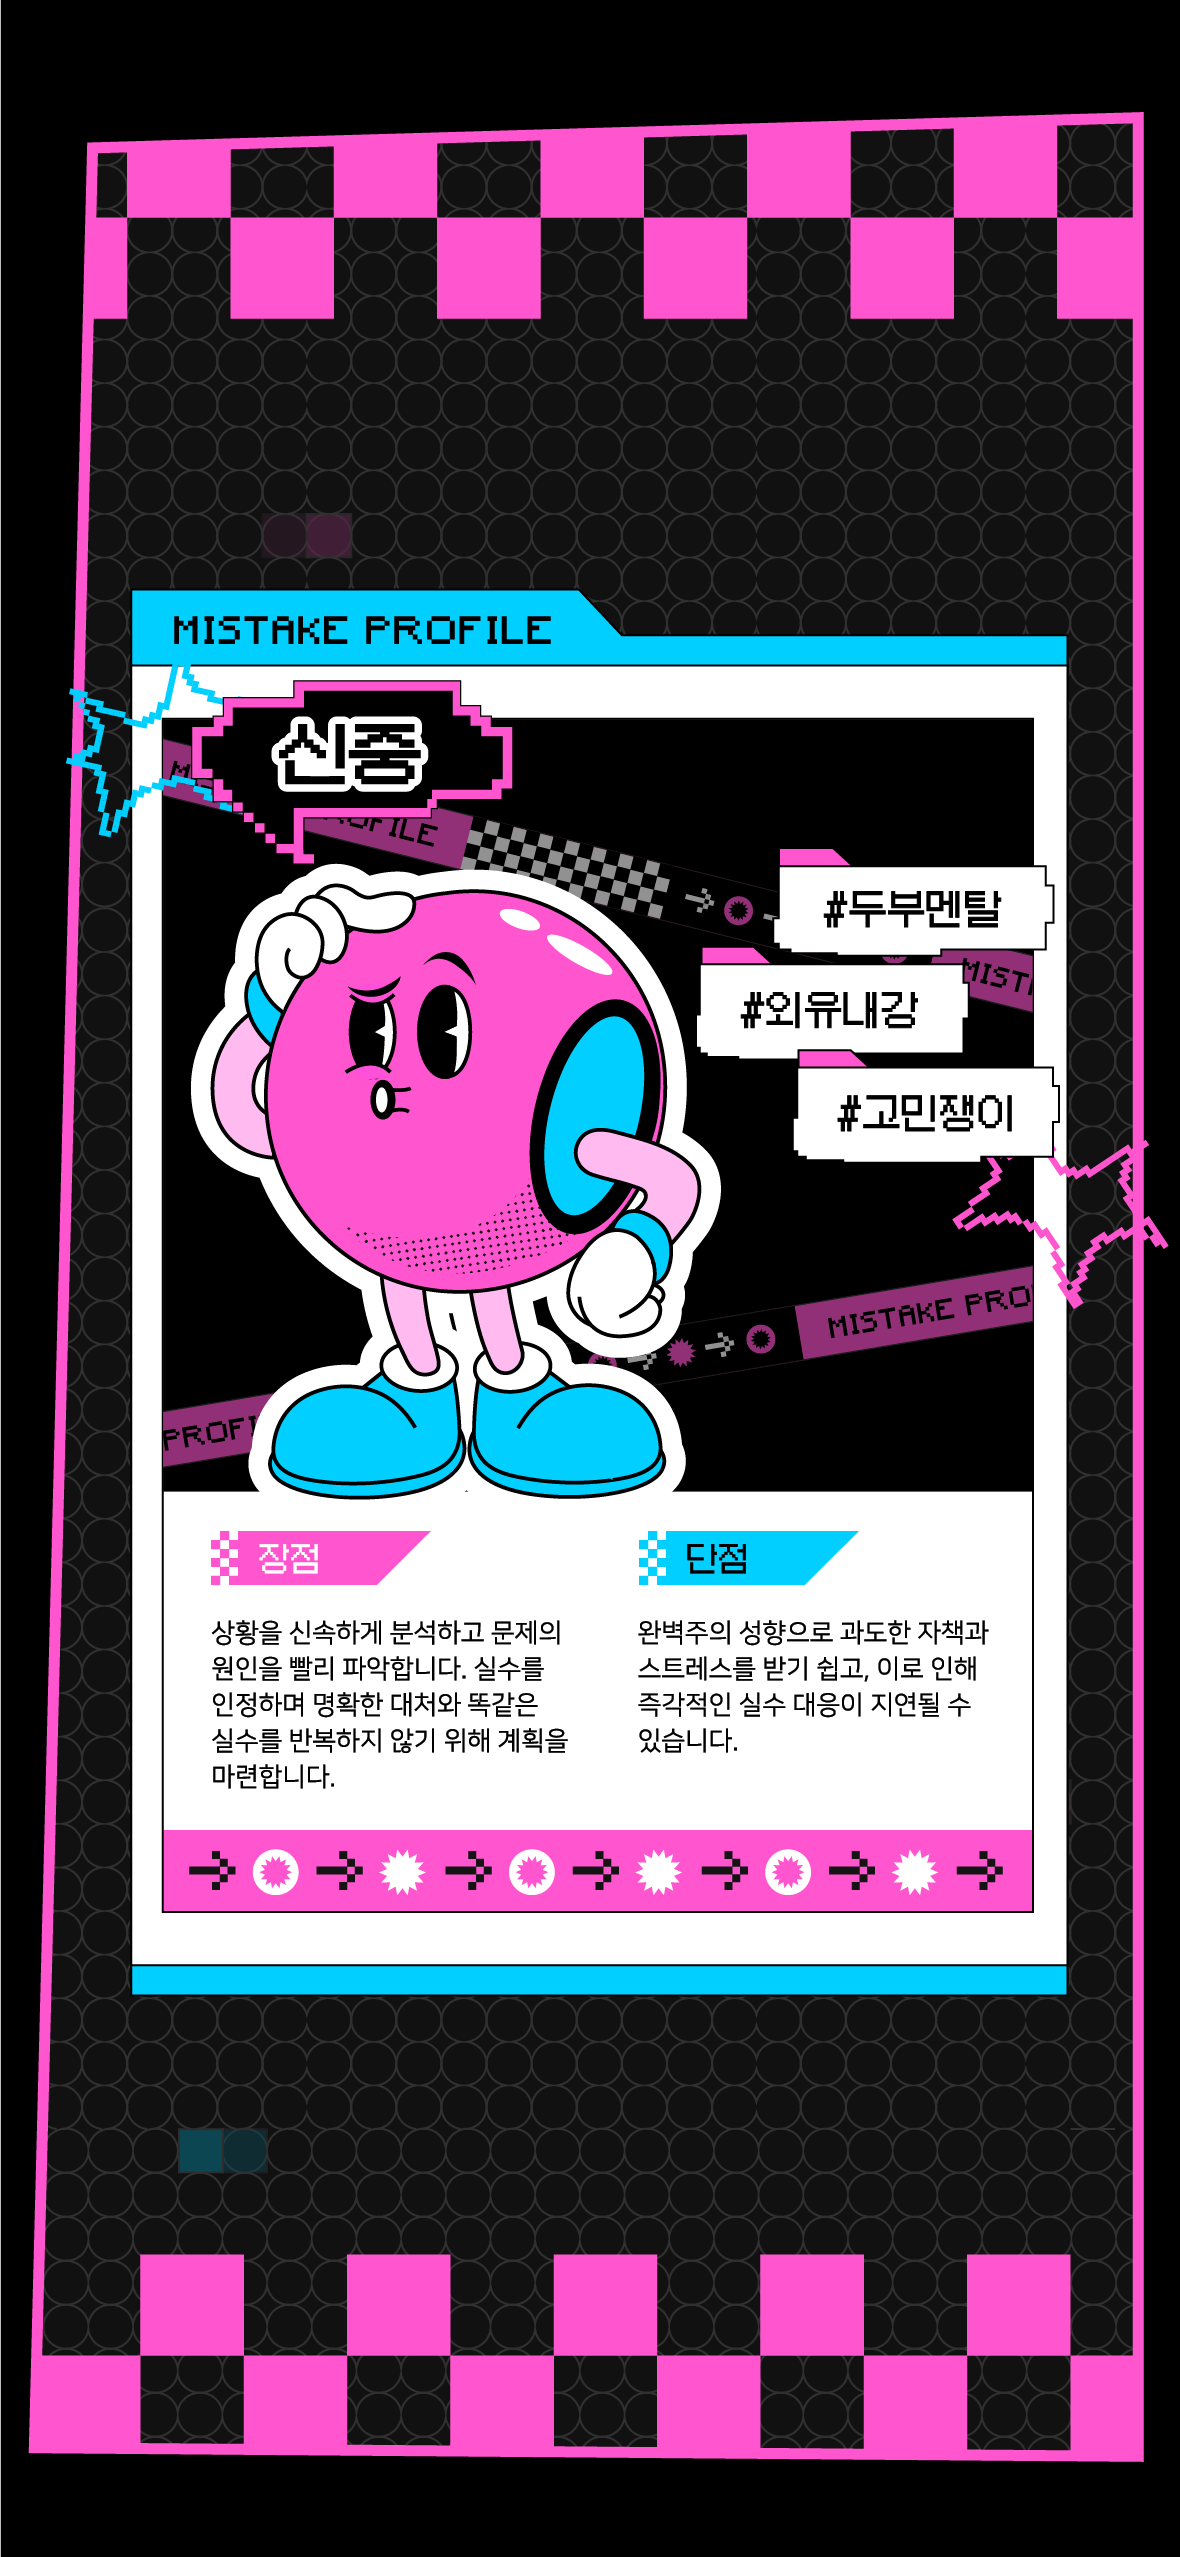 MISTAKE PROFILE
신중
PROFILE
#두부멘탈
MIST
#외유내강
#고민쟁이
MISTAKE PRO
PROFI
장점
상황을 신속하게 분석하고 문제의
원인을 빨리 파악합니다. 실수를
인정하며 명확한 대처와 똑같은
실수를 반복하지 않기 위해 계획을
마련합니다.
단점
완벽주의 성향으로 과도한 자책과
스트레스를 받기 쉽고, 이로 인해
즉각적인 실수 대응이 지연될 수
있습니다.